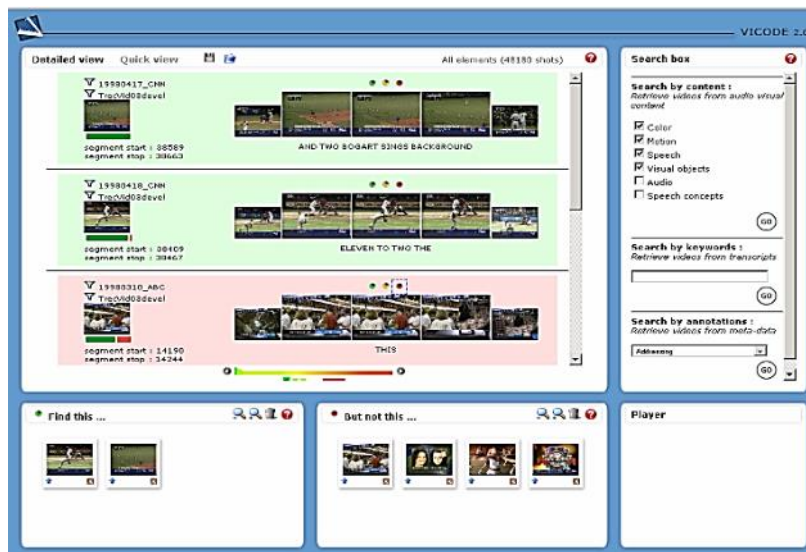 VICODE 2.0
Detailed view Quick view All elements (48180 shots)
19980417_CNN
TrecVid08devel
segment start : 38589
segment stop : 38663
AND TWO BOGART SINGS BACKGROUND
19980418_CNN
TrecVid08devel
segment start : 38409
segment stop : 38467
ELEVEN TO TWO THE
19980310_ABC
TrecVid08devel
segment start : 14190
segment stop : 14244
THIS
Search box
Search by content :
Retrieve videos from audio visual
content
Color
Motion
Speech
Visual objects
Audio
Speech concepts
GO
Search by keywords :
Retrieve videos from transcripts
GO
Search by annotations :
Retrieve videos from meta-data
Addressing
GO
Find this ...
But not this ...
Player